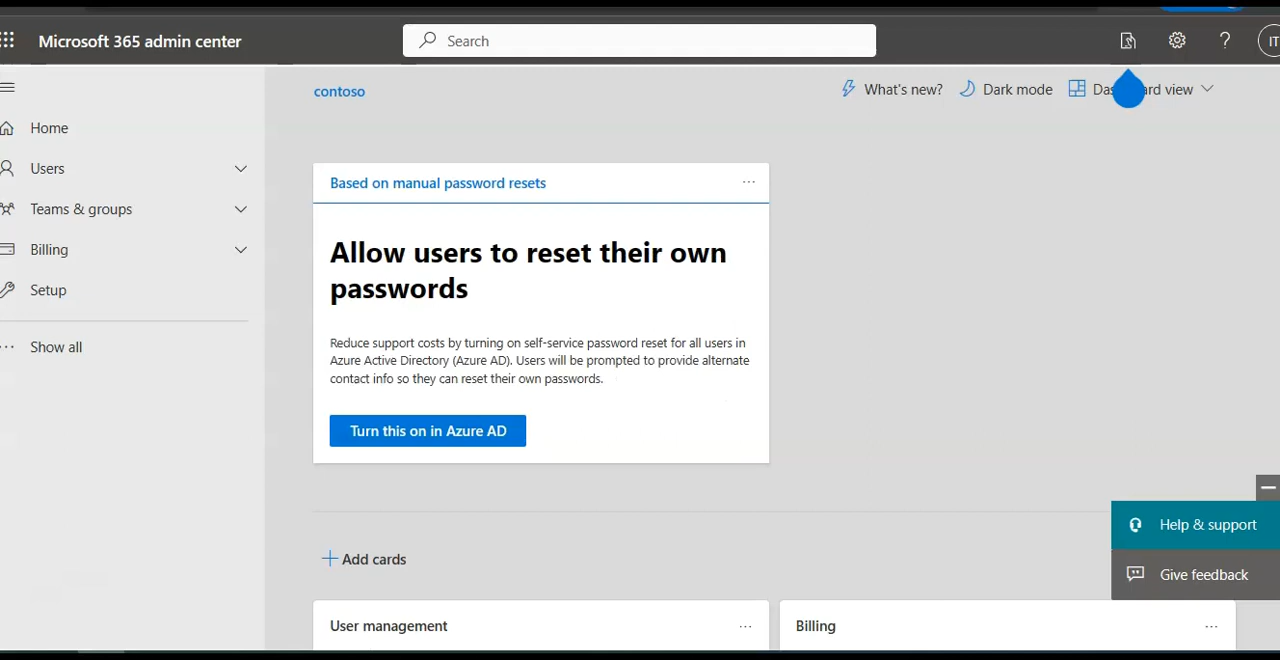 Microsoft 365 admin center
Search
IT
contoso
What's new?
Dark mode
Das rd view
Home
Users
Teams & groups
Billing
Setup
Show all
Based on manual password resets
Allow users to reset their own
passwords
Reduce support costs by turning on self-service password reset for all users in
Azure Active Directory (Azure AD). Users will be prompted to provide alternate
contact info so they can reset their own passwords.
Turn this on in Azure AD
Help & support
Give feedback
Add cards
User management
Billing